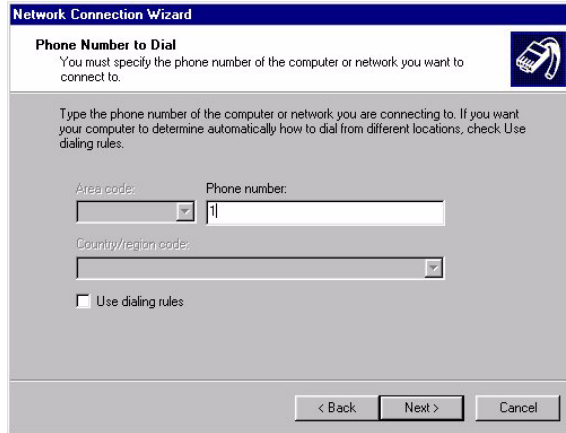 Network Connection Wizard
Phone Number to Dial
You must specify the phone number of the computer or network you want to
connect to.
Type the phone number of the computer or network you are connecting to. If you want
your computer to determine automatically how to dial from different locations, check Use
dialing rules.
Area code: Phone number:
1
Country/region code:
Use dialing rules
< Back Next > Cancel